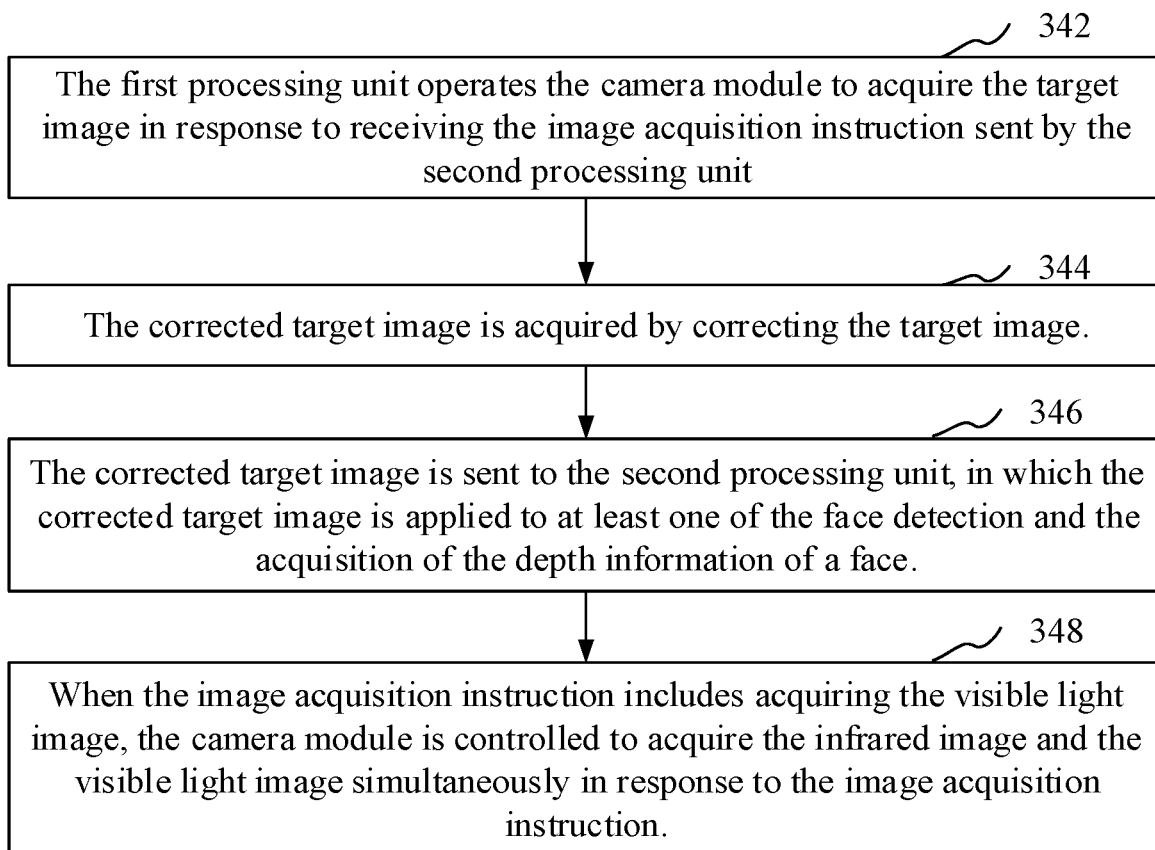 342
The first processing unit operates the camera module to acquire the target
image in response to receiving the image acquisition instruction sent by the
second processing unit
344
The corrected target image is acquired by correcting the target image.
346
The corrected target image is sent to the second processing unit, in which the
corrected target image is applied to at least one of the face detection and the
acquisition of the depth information of a face.
348
When the image acquisition instruction includes acquiring the visible light
image, the camera module is controlled to acquire the infrared image and the
visible light image simultaneously in response to the image acquisition
instruction.